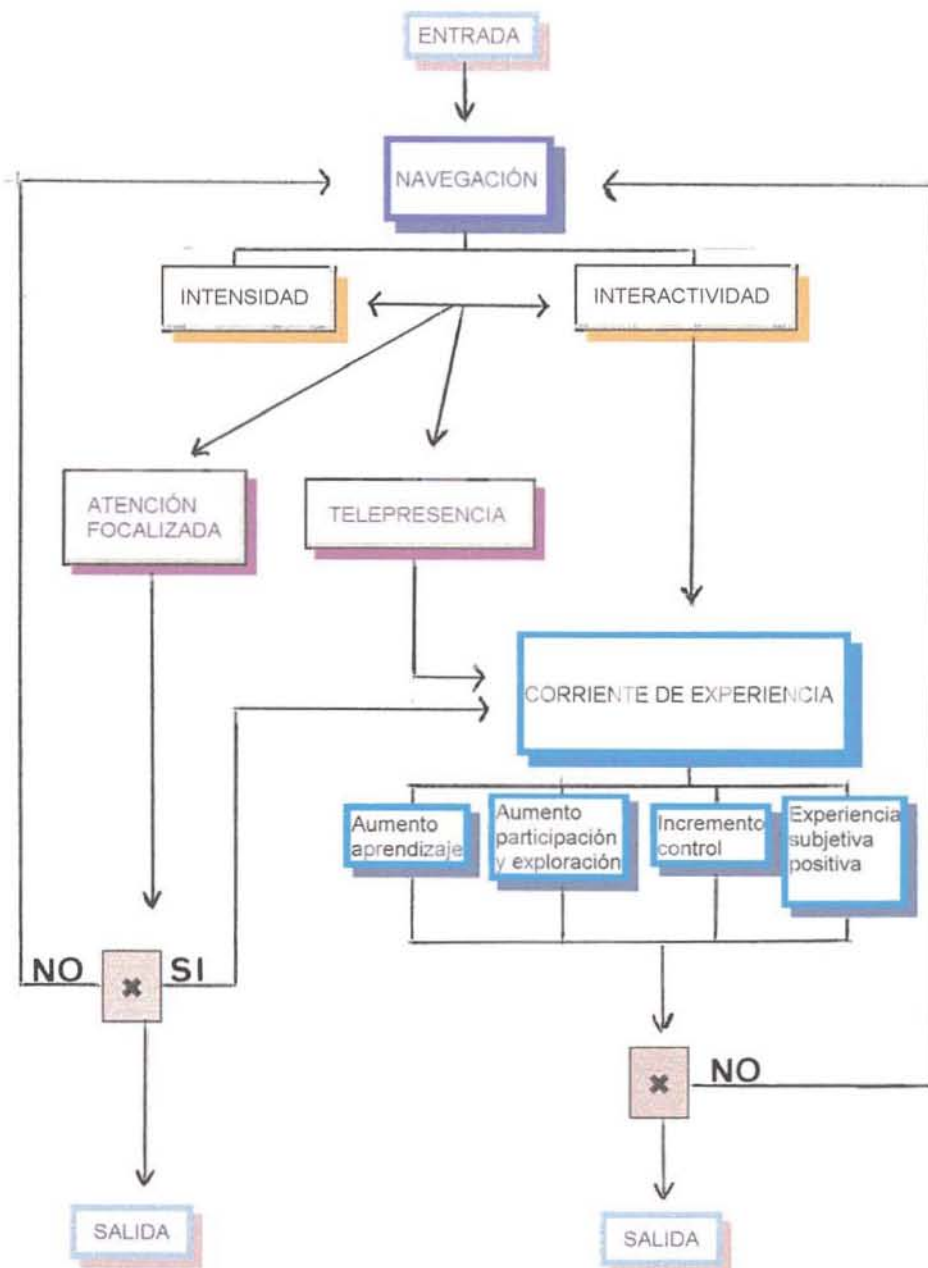 ENTRADA
NAVEGACIÓN
INTENSIDAD
INTERACTIVIDAD
ATENCIÓN
FOCALIZADA
TELEPRESENCIA
CORRIENTE DE EXPERIENCIA
Aumento
aprendizaje
Aumento
participación
y exploración
Incremento
control
Experiencia
subjetiva
positiva
NO
SI
NO
SALIDA
SALIDA